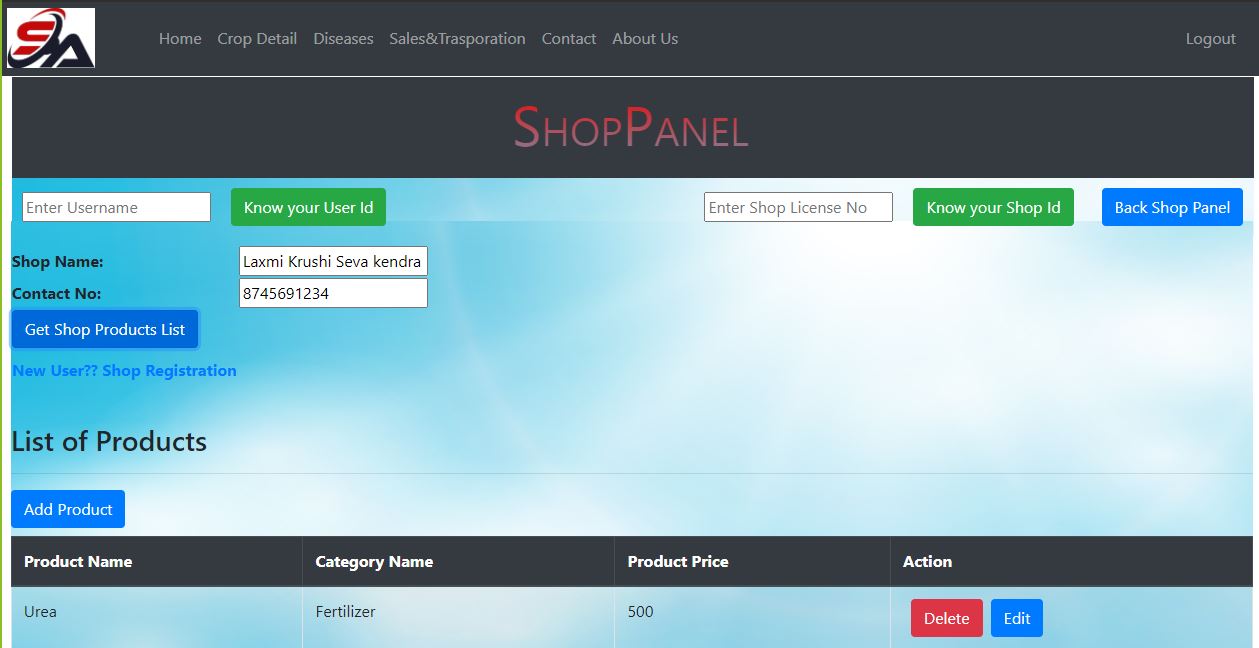 SA
Home Crop Detail Diseases Sales&Trasporation Contact About Us Logout
ShopPanel
Enter Username Know your User Id Enter Shop License No Know your Shop Id Back Shop Panel
Shop Name: Laxmi Krushi Seva kendra
Contact No: 8745691234
Get Shop Products List
New User?? Shop Registration
List of Products
Add Product
Product Name Category Name Product Price Action
Urea Fertilizer 500 Delete Edit